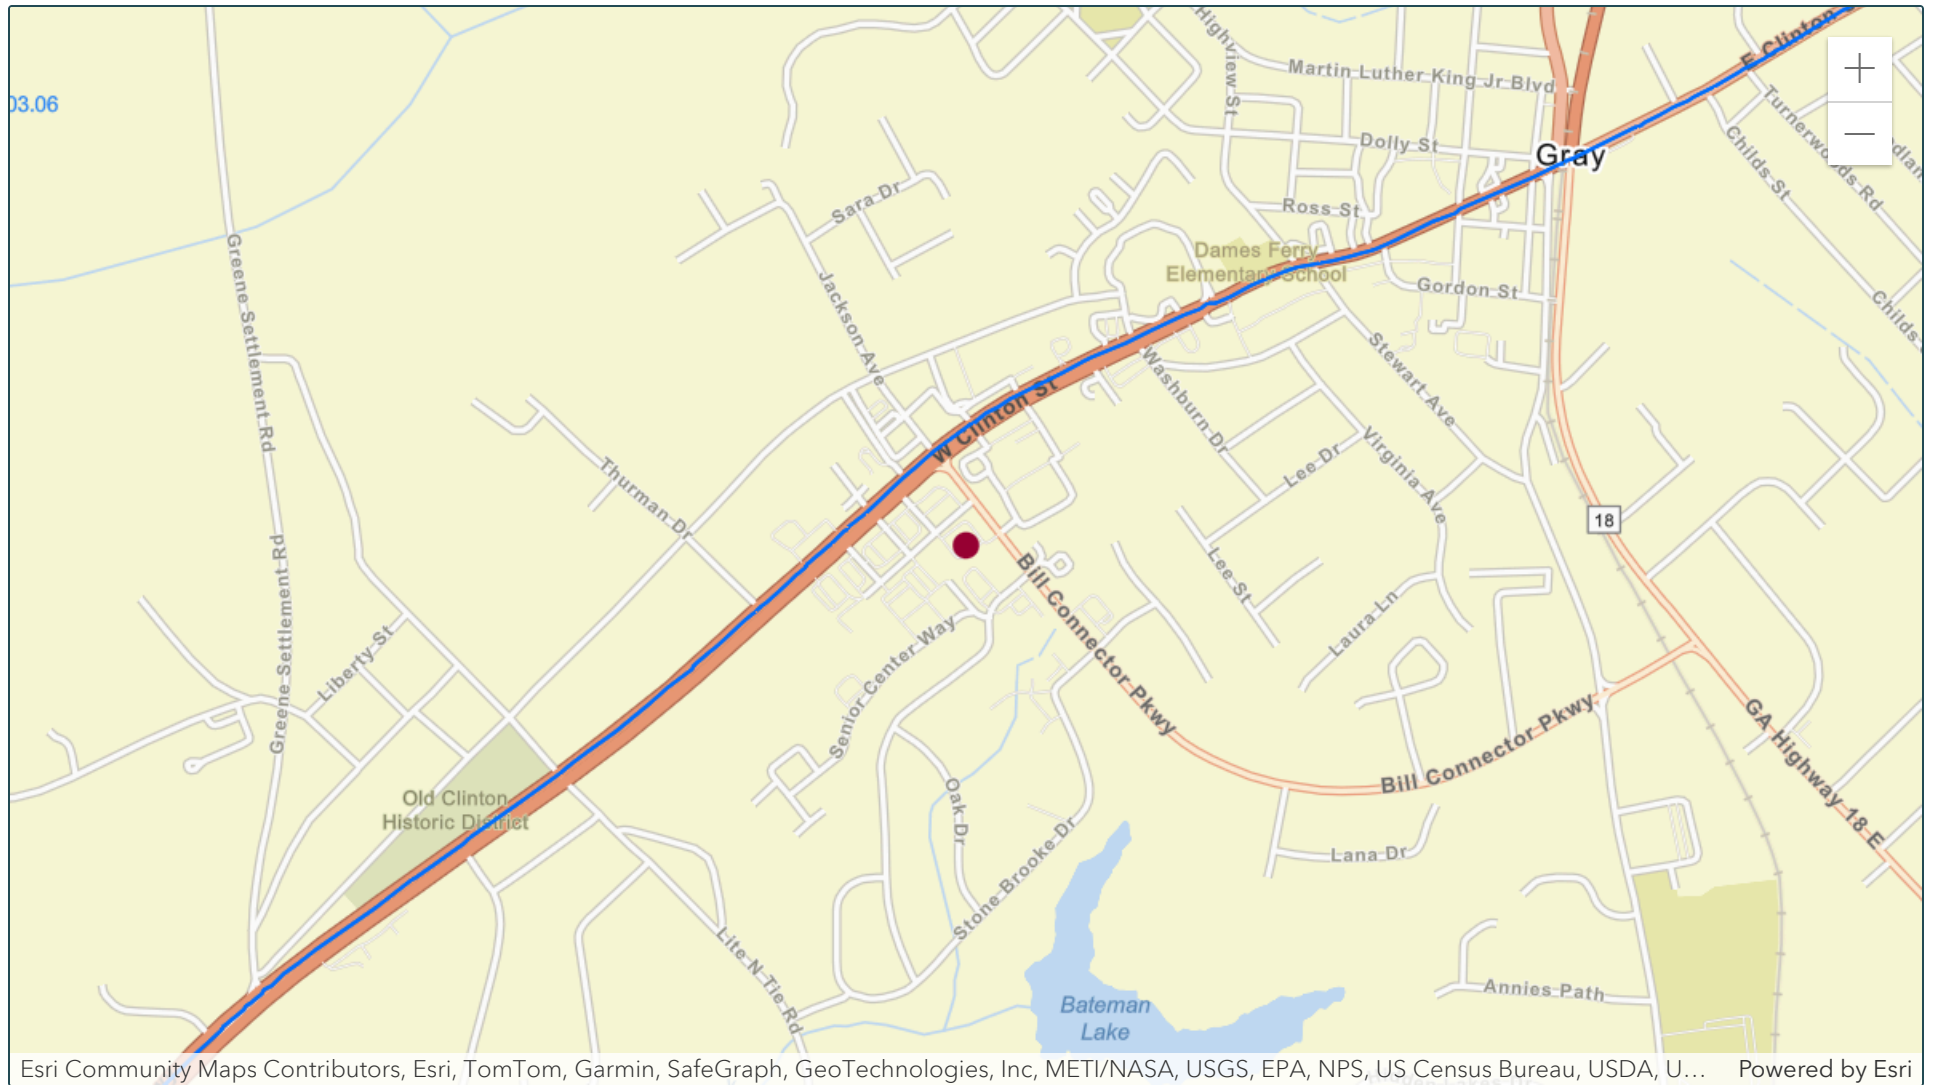 Highview St
Martin Luther King Jr Blvd
E Clinton
03.06
Turnerwoods Rd
Dolly St
Gray
Childs St
Sara Dr
Ross St
Greene Settlement Rd
Dames Ferry
Elementary School
Jackson Ave
Gordon St
Childs
Stewart Ave
Washburn Dr
W Clinton St
Virginia Ave
Lee Dr
Thurman Dr
18
Greene Settlement Rd
Lee St
Bill Connector Pkwy
Laura Ln
Liberty St
Senior Center Way
GA Highway 18 E
Bill Connector Pkwy
Old Clinton
Historic District
Oak Dr
Lana Dr
Stone Brooke Dr
Lite N Tie Rd
Annies Path
Bateman
Lake
Esri Community Maps Contributors, Esri, TomTom, Garmin, SafeGraph, GeoTechnologies, Inc, METI/NASA, USGS, EPA, NPS, US Census Bureau, USDA, U...
Powered by Esri